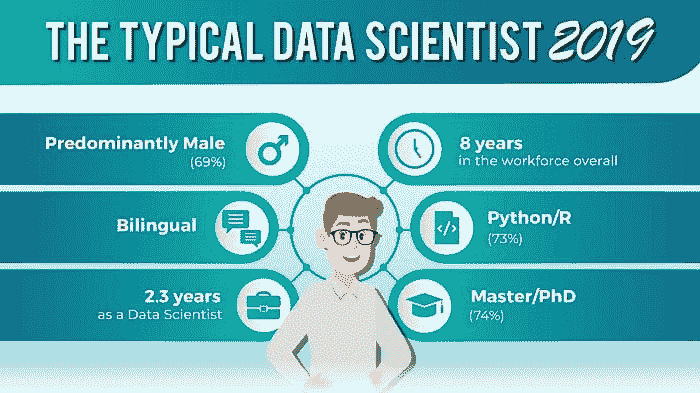 THE TYPICAL DATA SCIENTIST 2019
Predominantly Male
(69%)
Bilingual
2.3 years
as a Data Scientist
8 years
in the workforce overall
Python/R
(73%)
Master/PhD
(74%)